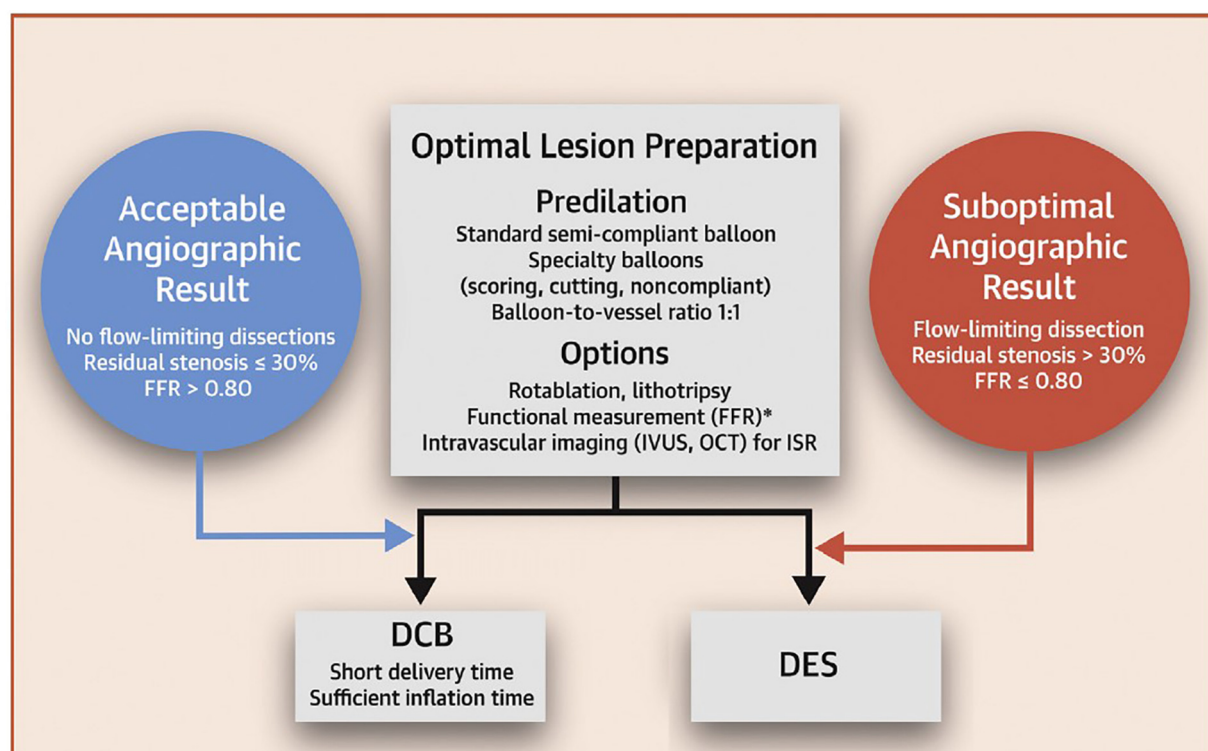 Optimal Lesion Preparation
Predilation
Standard semi-compliant balloon
Specialty balloons
(scoring, cutting, noncompliant)
Balloon-to-vessel ratio 1:1
Options
Rotablation, lithotripsy
Functional measurement (FFR)*
Intravascular imaging (IVUS, OCT) for ISR
Acceptable
Angiographic
Result
No flow-limiting dissections
Residual stenosis ≤ 30%
FFR > 0.80
Suboptimal
Angiographic
Result
Flow-limiting dissection
Residual stenosis > 30%
FFR ≤ 0.80
DCB
Short delivery time
Sufficient inflation time
DES